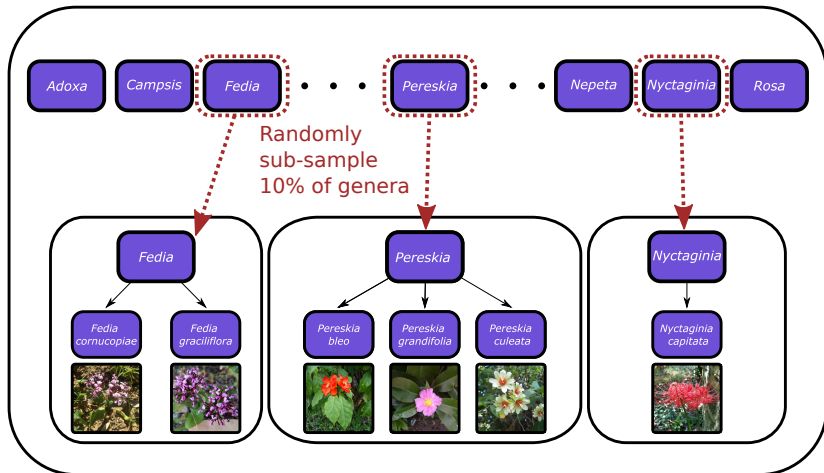 Adoxa
Campsis
Fedia
Pereskia
Nepeta
Nyctaginia
Rosa
Randomly
sub-sample
10% of genera
Fedia
Pereskia
Nyctaginia
Fedia
cornucopiae
Fedia
graciliflora
Pereskia
bleo
Pereskia
grandifolia
Pereskia
culeata
Nyctaginia
capitata